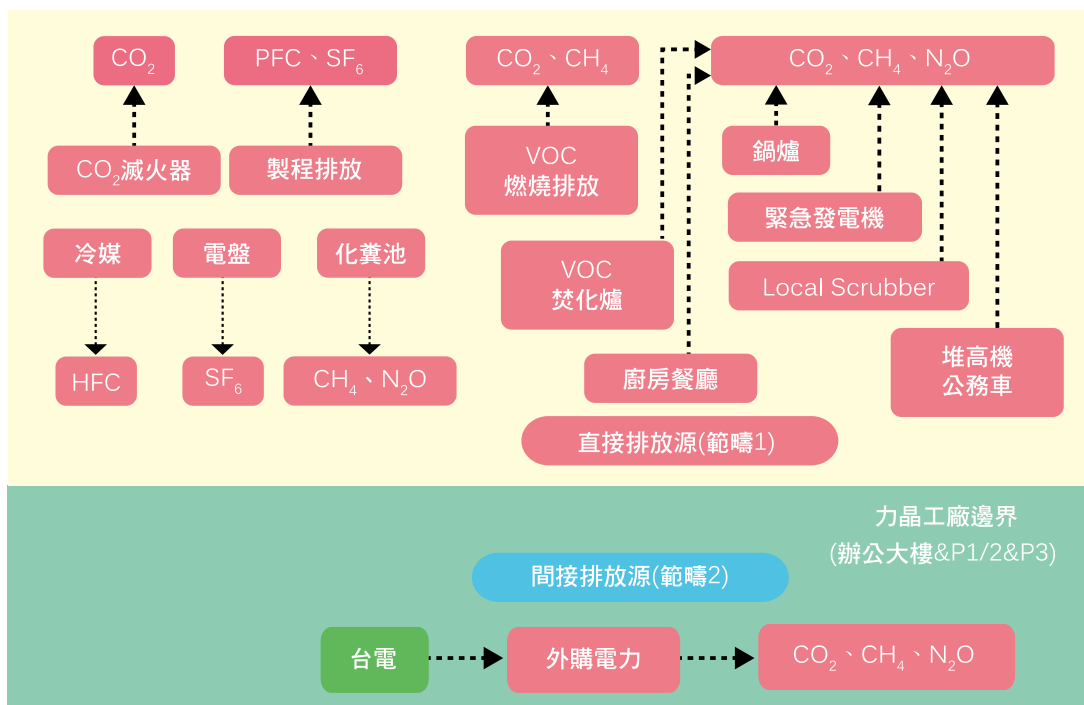 CO₂
PFC、SF₆
CO₂、CH₄
CO₂、CH₄、N₂O
CO₂滅火器
製程排放
VOC
燃燒排放
鍋爐
緊急發電機
冷媒
電盤
化糞池
VOC
焚化爐
Local Scrubber
HFC
SF₆
CH₄、N₂O
廚房餐廳
堆高機
公務車
直接排放源(範疇1)
力晶工廠邊界
(辦公大樓&P1/2&P3)
間接排放源(範疇2)
台電
外購電力
CO₂、CH₄、N₂O